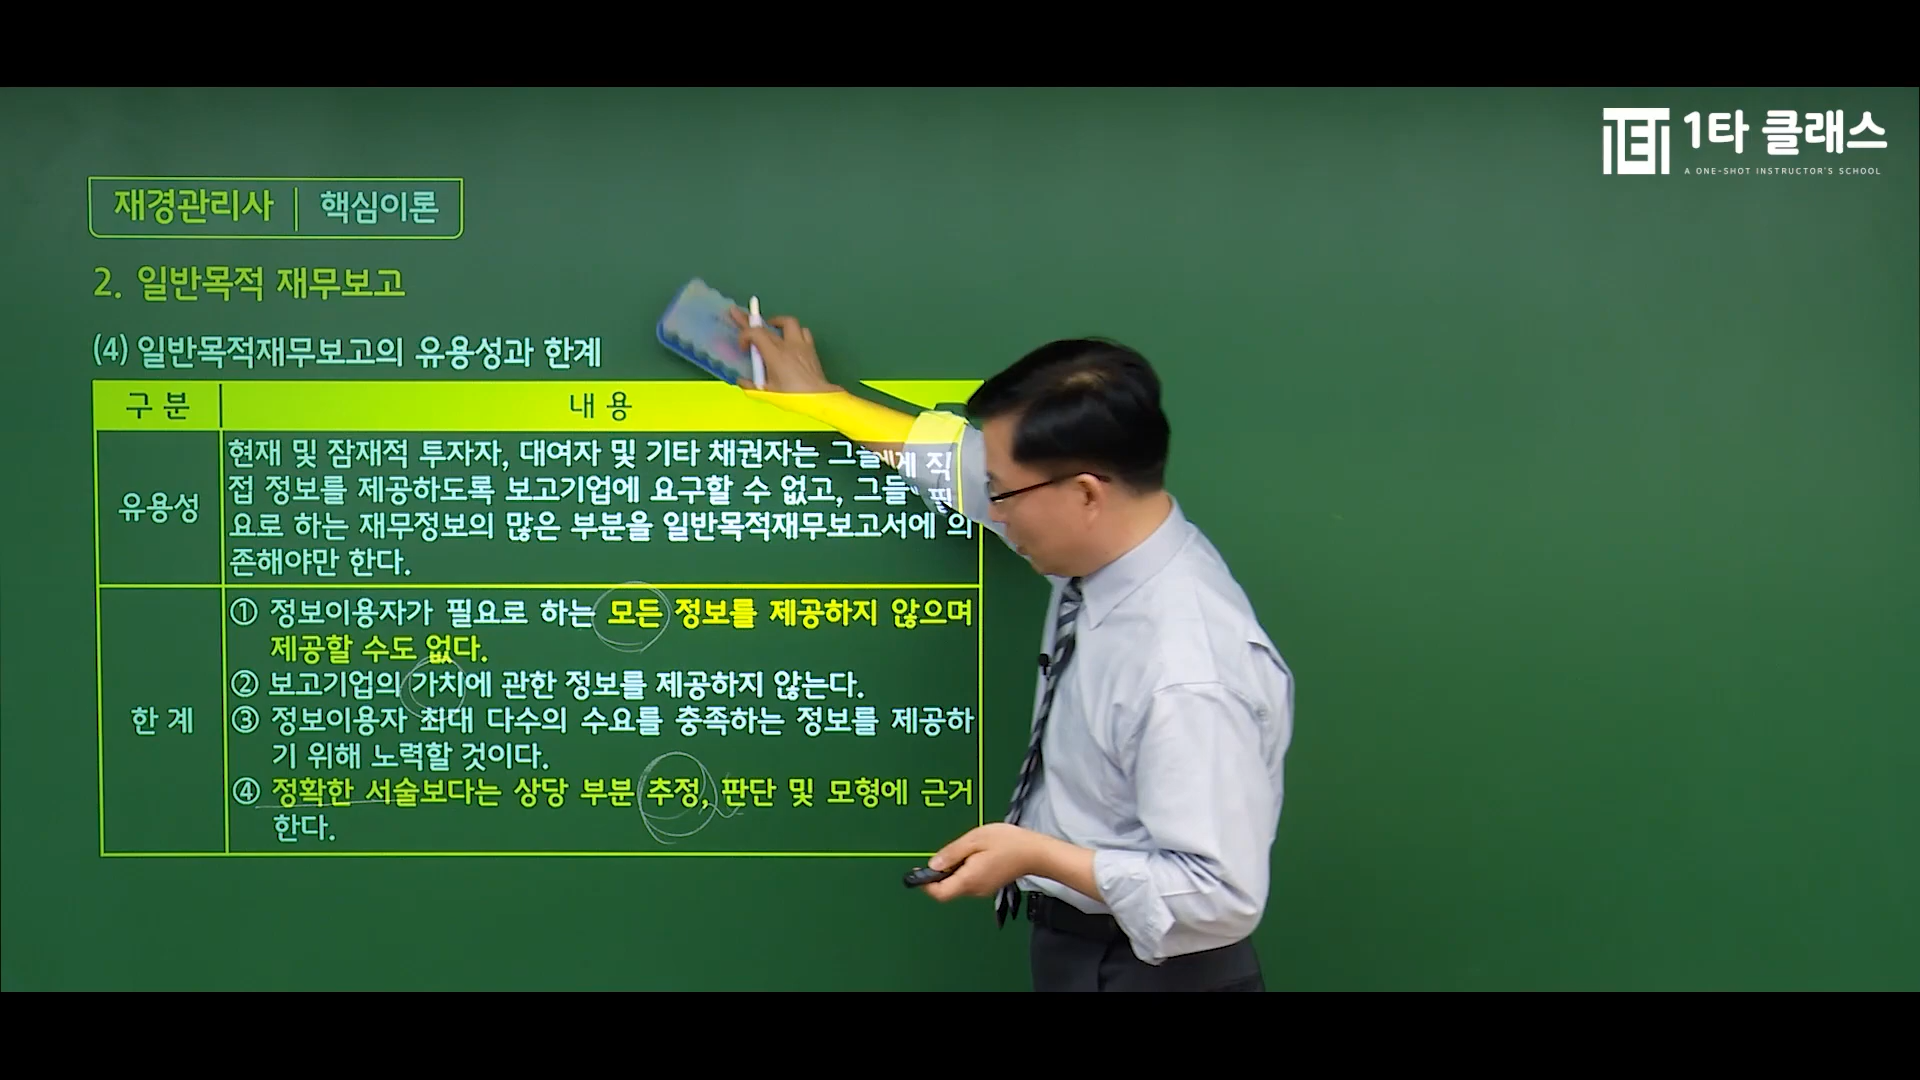 1타 클래스
A ONE-SHOT INSTRUCTOR'S SCHOOL
재경관리사 | 핵심이론
2. 일반목적 재무보고
(4) 일반목적재무보고의 유용성과 한계
구 분
내 용
유용성
현재 및 잠재적 투자자, 대여자 및 기타 채권자는 그들에게 직
접 정보를 제공하도록 보고기업에 요구할 수 없고, 그들이 필
요로 하는 재무정보의 많은 부분을 일반목적재무보고서에 의
존해야만 한다.
한 계
① 정보이용자가 필요로 하는 모든 정보를 제공하지 않으며
제공할 수도 없다.
② 보고기업의 가치에 관한 정보를 제공하지 않는다.
③ 정보이용자 최대 다수의 수요를 충족하는 정보를 제공하
기 위해 노력할 것이다.
④ 정확한 서술보다는 상당 부분 추정, 판단 및 모형에 근거
한다.